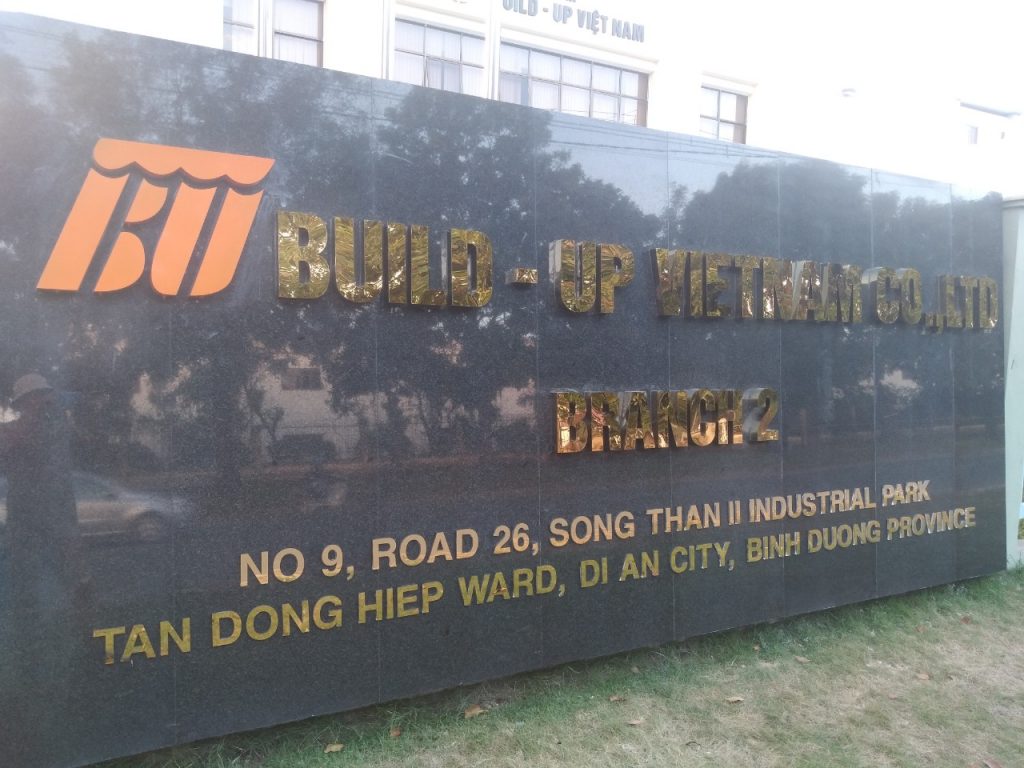 UILD - UP VIỆT NAM
BU
BUILD - UP VIETNAM CO.,LTD
BRANCH 2
NO 9, ROAD 26, SONG THAN II INDUSTRIAL PARK
TAN DONG HIEP WARD, DI AN CITY, BINH DUONG PROVINCE